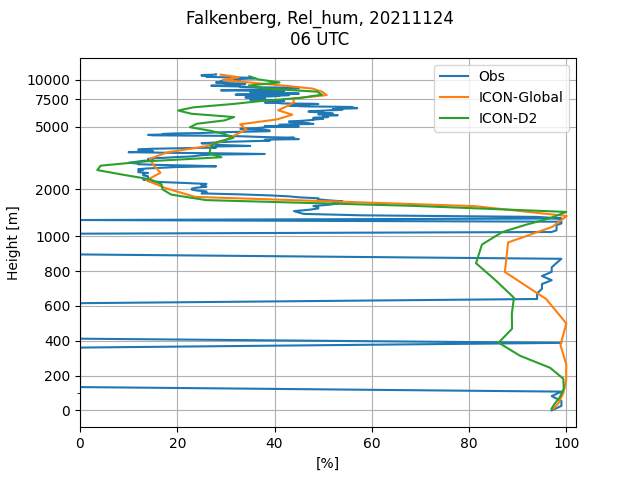 Falkenberg, Rel_hum, 20211124
06 UTC
Obs
ICON-Global
ICON-D2
Height [m]
10000
7500
5000
2000
1000
800
600
400
200
0
0 20 40 60 80 100
[%]